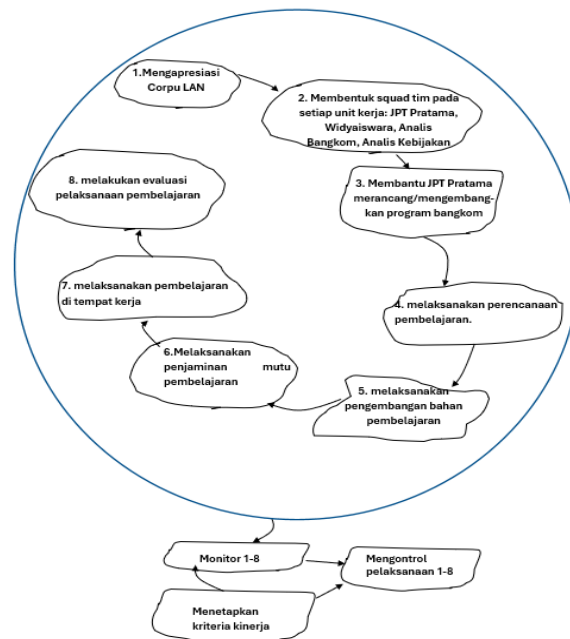 1.Mengapresiasi
Corpu LAN
2. Membentuk squad tim pada
setiap unit kerja: JPT Pratama,
Widyaiswara, Analis
Bangkom, Analis Kebijakan
3. Membantu JPT Pratama
merancang/mengembang-
kan program bangkom
4. melaksanakan perencanaan
pembelajaran.
5. melaksanakan
pengembangan bahan
pembelajaran
6.Melaksanakan
penjaminan mutu
pembelajaran
7. melaksanakan pembelajaran
di tempat kerja
8. melakukan evaluasi
pelaksanaan pembelajaran
Monitor 1-8
Mengontrol
pelaksanaan 1-8
Menetapkan
kriteria kinerja